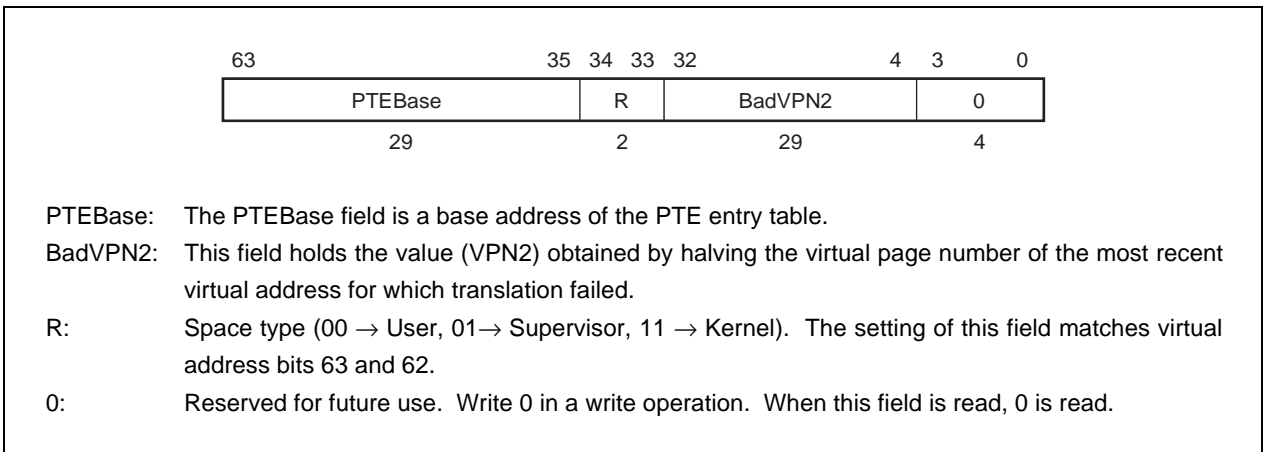 63 35 34 33 32 4 3 0
PTEBase R BadVPN2 0
29 2 29 4
PTEBase: The PTEBase field is a base address of the PTE entry table.
BadVPN2: This field holds the value (VPN2) obtained by halving the virtual page number of the most recent
virtual address for which translation failed.
R: Space type (00 → User, 01→ Supervisor, 11 → Kernel). The setting of this field matches virtual
address bits 63 and 62.
0: Reserved for future use. Write 0 in a write operation. When this field is read, 0 is read.